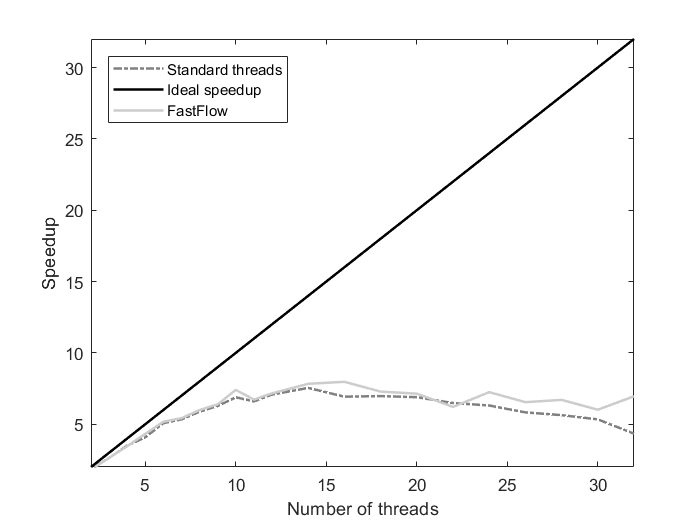 Standard threads
Ideal speedup
FastFlow
30
25
20
15
10
5
Speedup
5 10 15 20 25 30
Number of threads